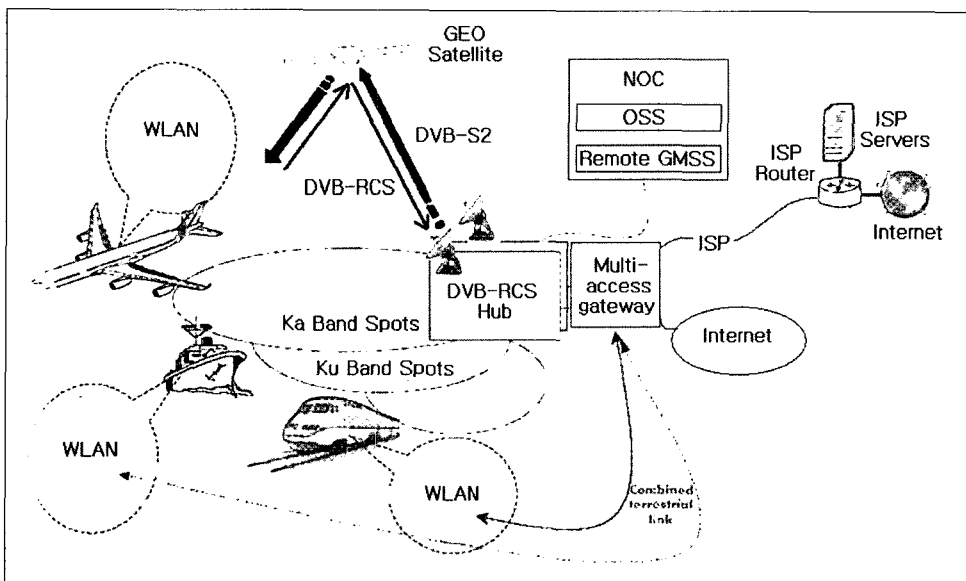 GEO
Satellite
WLAN
DVB-S2
DVB-RCS
NOC
OSS
Remote GMSS
ISP
Servers
ISP
Router
Internet
ISP
Multi-
access
gateway
DVB-RCS
Hub
Ka Band Spots
Ku Band Spots
Internet
WLAN
WLAN
Combined
terrestrial
link